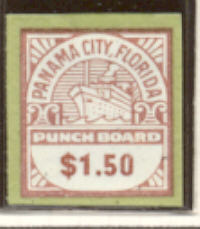 PANAMA CITY, FLORIDA
PUNCH BOARD
$1.50